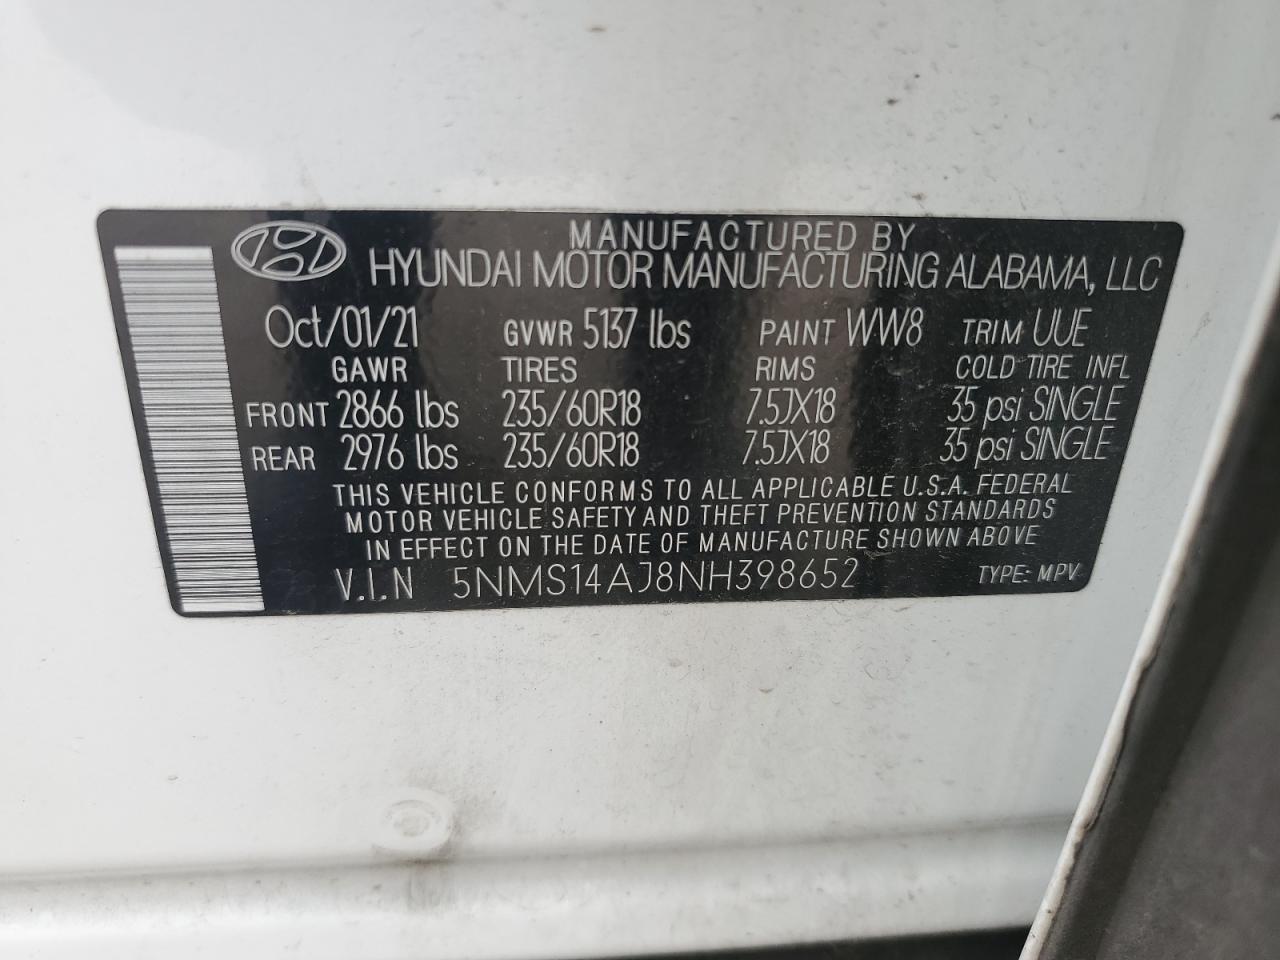 MANUFACTURED BY
HYUNDAI MOTOR MANUFACTURING ALABAMA, LLC
Oct/01/21 GVWR 5137 lbs PAINT WW8 TRIM UUE
GAWR TIRES RIMS COLD TIRE INFL
FRONT 2866 lbs 235/60R18 7.5JX18 35 psi SINGLE
REAR 2976 lbs 235/60R18 7.5JX18 35 psi SINGLE
THIS VEHICLE CONFORMS TO ALL APPLICABLE U.S.A. FEDERAL
MOTOR VEHICLE SAFETY AND THEFT PREVENTION STANDARDS
IN EFFECT ON THE DATE OF MANUFACTURE SHOWN ABOVE
V.I.N 5NMS14AJ8NH398652 TYPE: MPV